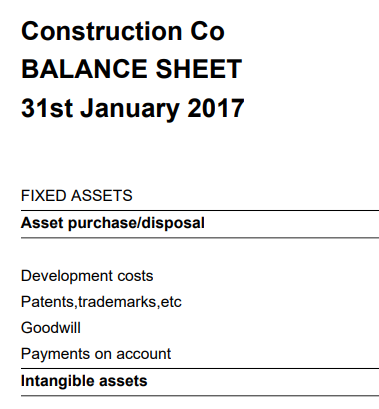 Construction Co
BALANCE SHEET
31st January 2017
FIXED ASSETS
Asset purchase/disposal
Development costs
Patents,trademarks,etc
Goodwill
Payments on account
Intangible assets